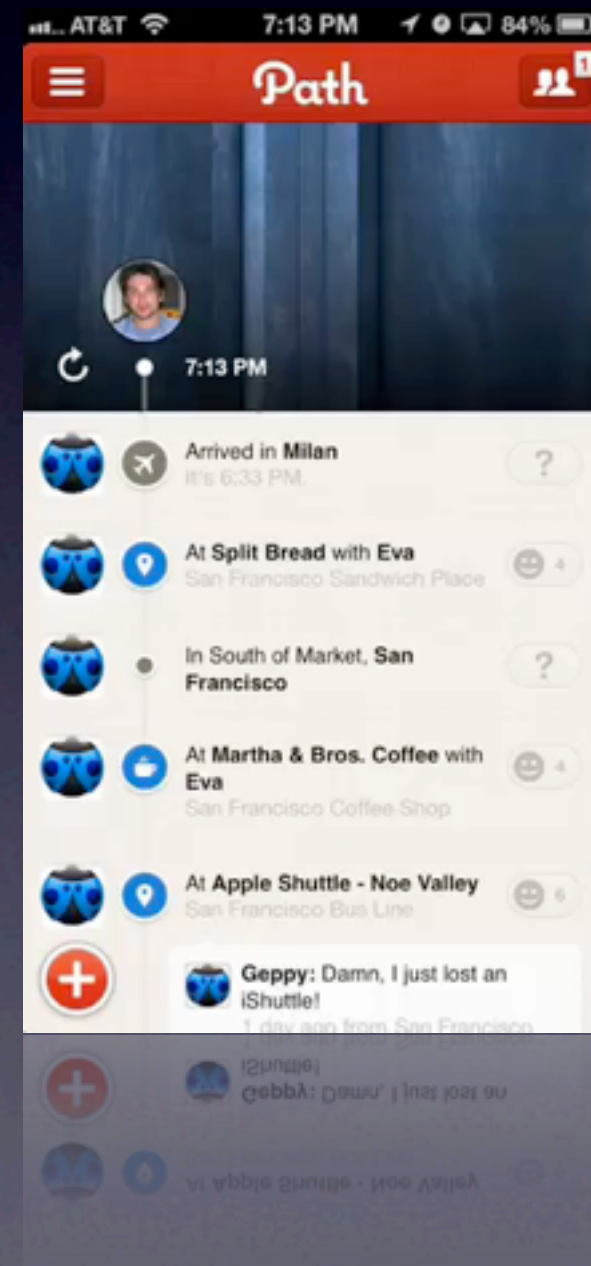 AT&T 7:13 PM 84%
Path 1
7:13 PM
Arrived in Milan
It's 6:33 PM.
?
At Split Bread with Eva
San Francisco Sandwich Place
4
In South of Market, San
Francisco
?
At Martha & Bros. Coffee with
Eva
San Francisco Coffee Shop
4
At Apple Shuttle - Noe Valley
San Francisco Bus Line
6
Geppy: Damn, I just lost an
iShuttle!
1 day ago from San Francisco